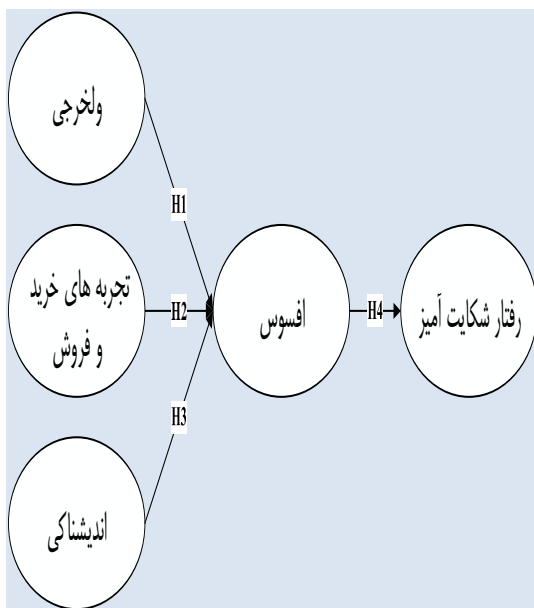 ولخرجی
H1
تجربه های خرید
و فروش
H2
افسوس
H4
رفتار شکایت آمیز
H3
اندیشناکی